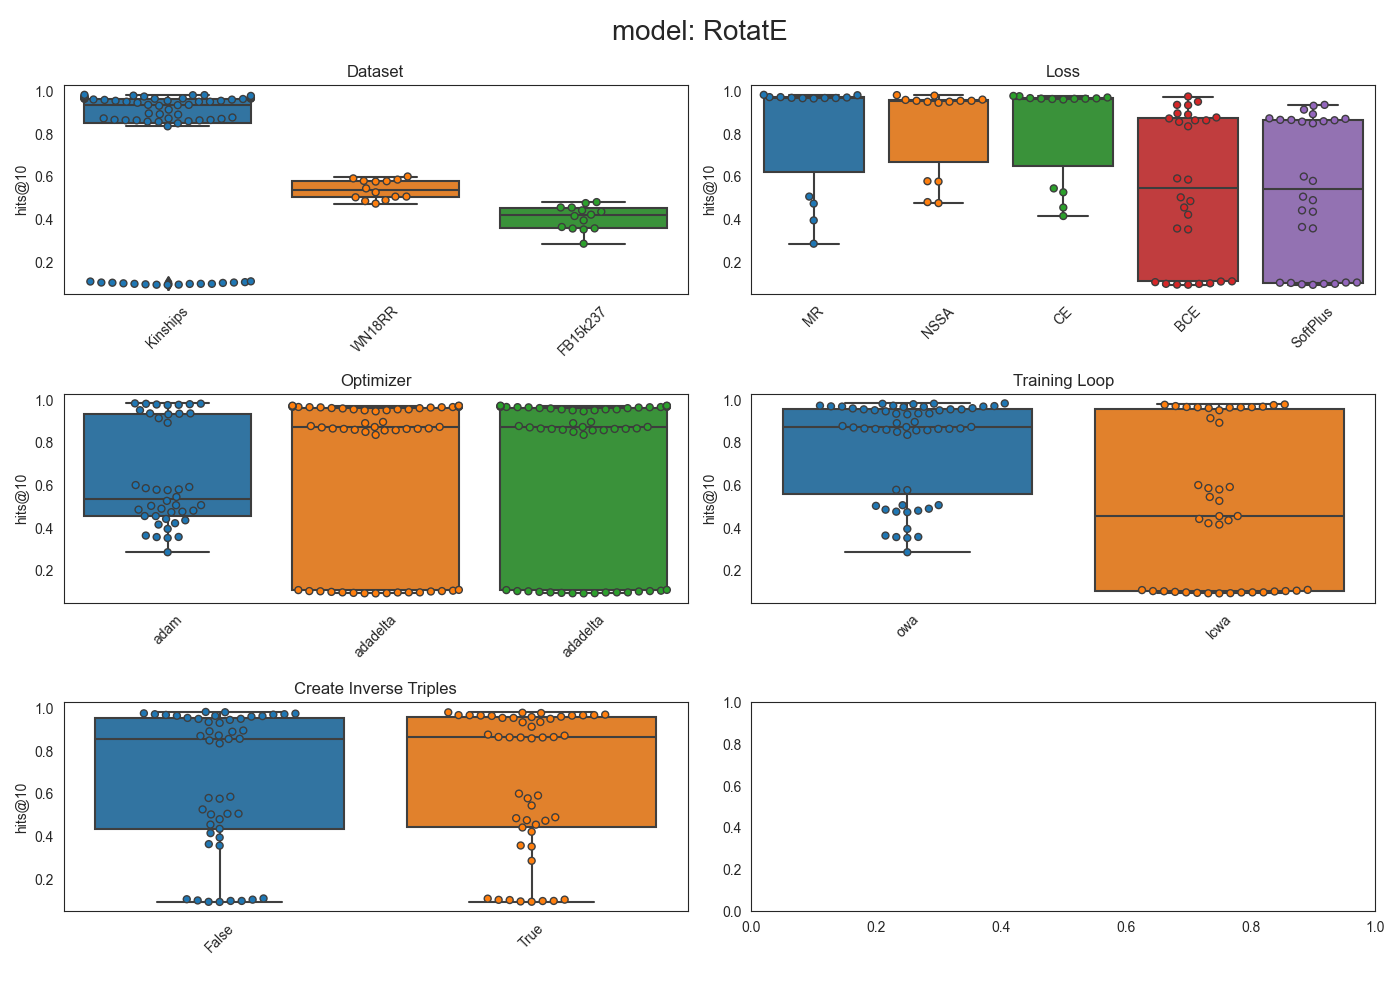 model: RotatE
Dataset
hits@10
1.0
0.8
0.6
0.4
0.2
Kinships
WN18RR
FB15k237
Loss
hits@10
1.0
0.8
0.6
0.4
0.2
MR
NSSA
CE
BCE
SoftPlus
Optimizer
hits@10
1.0
0.8
0.6
0.4
0.2
adam
adadelta
adadelta
Training Loop
hits@10
1.0
0.8
0.6
0.4
0.2
owa
lcwa
Create Inverse Triples
hits@10
1.0
0.8
0.6
0.4
0.2
False
True
1.0
0.8
0.6
0.4
0.2
0.0
0.0 0.2 0.4 0.6 0.8 1.0